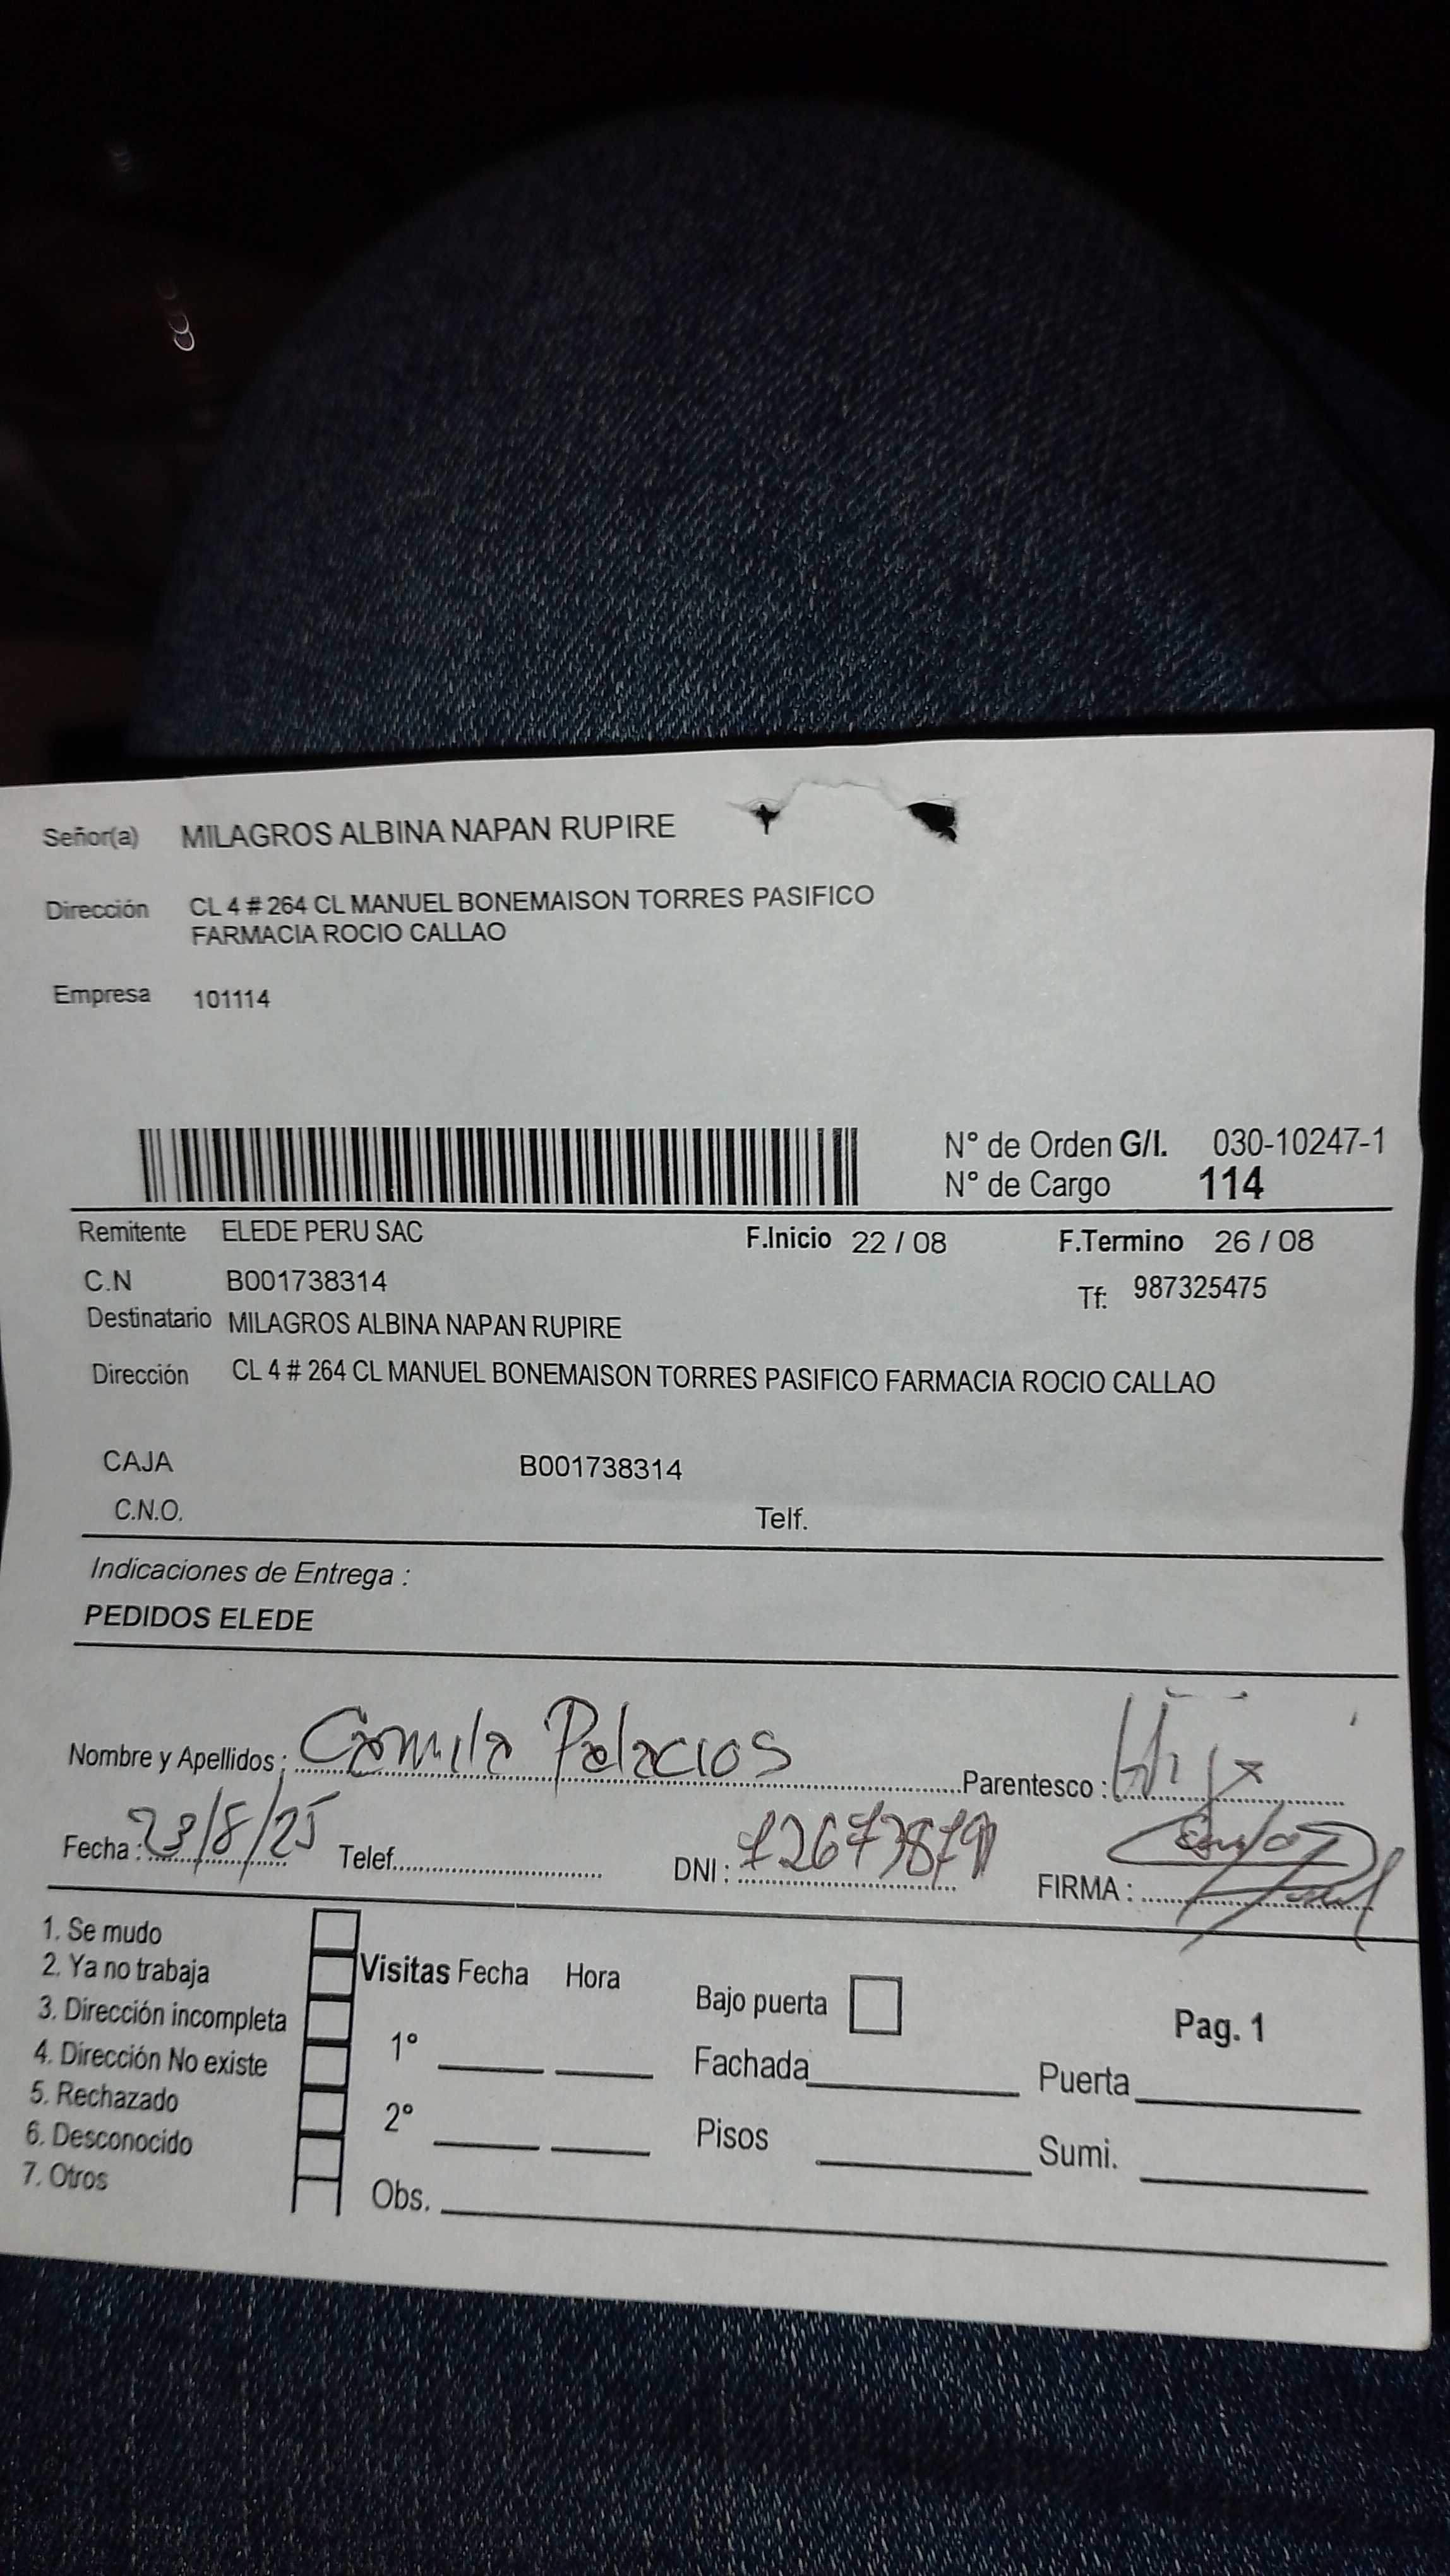 Señor(a) MILAGROS ALBINA NAPAN RUPIRE
Dirección CL 4 # 264 CL MANUEL BONEMAISON TORRES PASIFICO
FARMACIA ROCIO CALLAO
Empresa 101114
N° de Orden G/I. 030-10247-1
N° de Cargo 114
Remitente ELEDE PERU SAC F.Inicio 22 / 08 F.Termino 26 / 08
C.N B001738314 Tf: 987325475
Destinatario MILAGROS ALBINA NAPAN RUPIRE
Dirección CL 4 # 264 CL MANUEL BONEMAISON TORRES PASIFICO FARMACIA ROCIO CALLAO
CAJA B001738314
C.N.O. Telf.
Indicaciones de Entrega :
PEDIDOS ELEDE
Nombre y Apellidos : Camila Palacios Parentesco : Hija
Fecha : 23/8/25 Telef. DNI : FIRMA :
1. Se mudo
2. Ya no trabaja Visitas Fecha Hora Bajo puerta
3. Dirección incompleta Pag. 1
4. Dirección No existe 1° Fachada Puerta
5. Rechazado
6. Desconocido 2° Pisos Sumi.
7. Otros Obs.